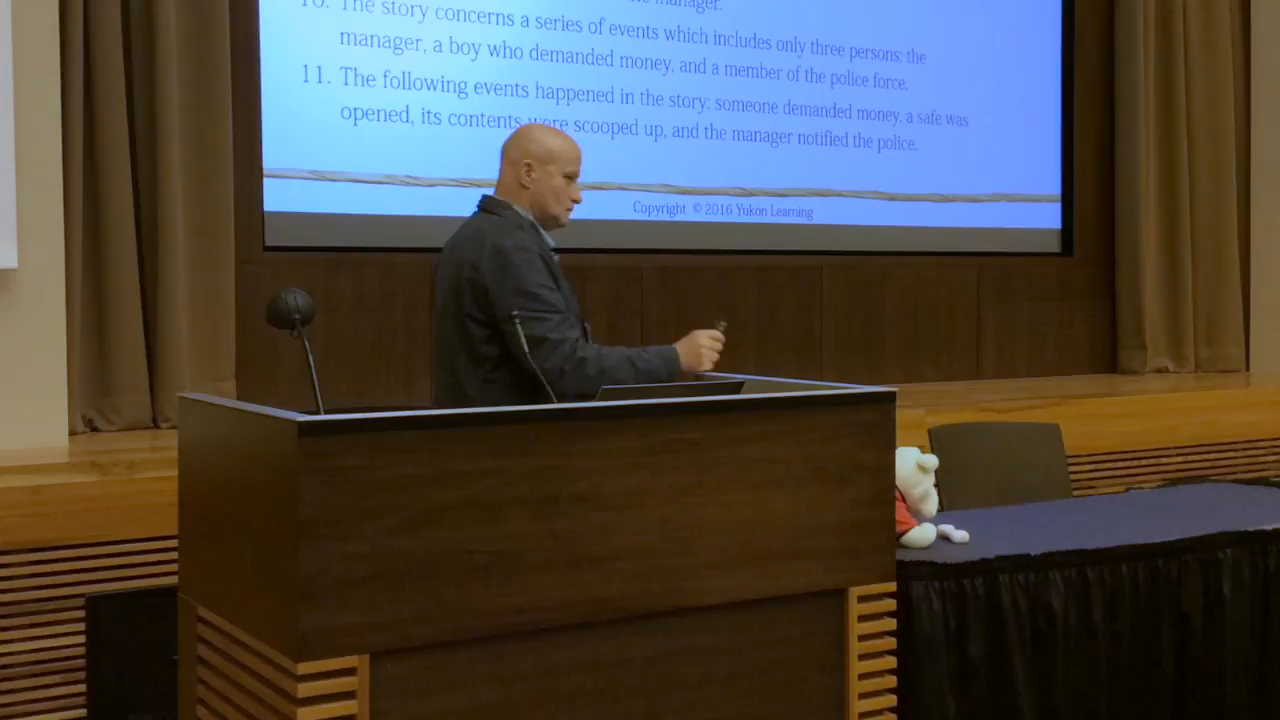 the manager.
10. The story concerns a series of events which includes only three persons: the
manager, a boy who demanded money, and a member of the police force.
11. The following events happened in the story: someone demanded money, a safe was
opened, its contents were scooped up, and the manager notified the police.
Copyright © 2016 Yukon Learning